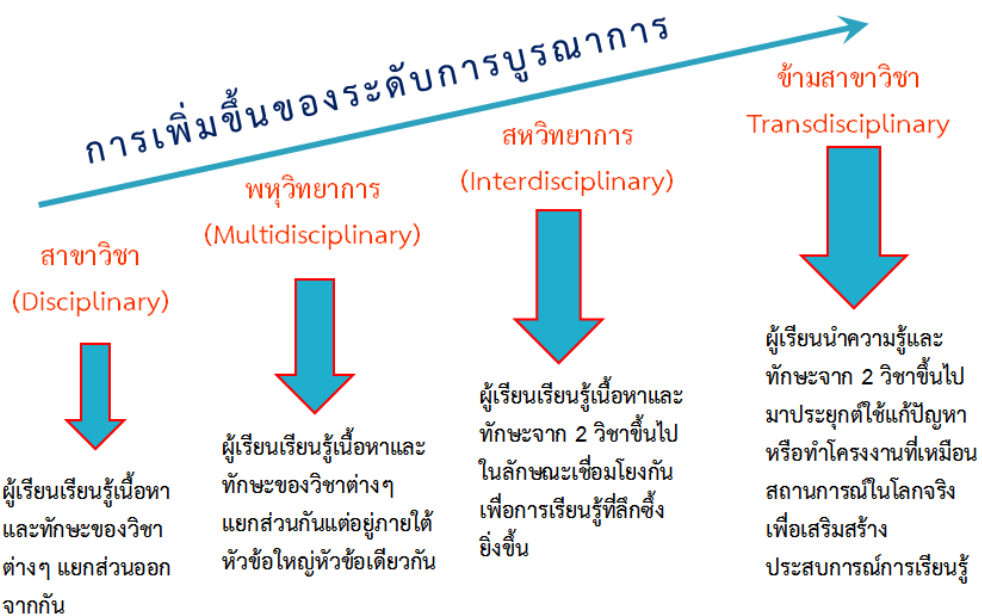 การเพิ่มขึ้นของระดับการบูรณาการ
สาขาวิชา
(Disciplinary)
ผู้เรียนเรียนรู้เนื้อหา
และทักษะของวิชา
ต่างๆ แยกส่วนออก
จากกัน
พหุวิทยาการ
(Multidisciplinary)
ผู้เรียนเรียนรู้เนื้อหาและ
ทักษะของวิชาต่างๆ
แยกส่วนกันแต่อยู่ภายใต้
หัวข้อใหญ่หัวข้อเดียวกัน
สหวิทยาการ
(Interdisciplinary)
ผู้เรียนเรียนรู้เนื้อหาและ
ทักษะจาก 2 วิชาขึ้นไป
ในลักษณะเชื่อมโยงกัน
เพื่อการเรียนรู้ที่ลึกซึ้ง
ยิ่งขึ้น
ข้ามสาขาวิชา
Transdisciplinary
ผู้เรียนนำความรู้และ
ทักษะจาก 2 วิชาขึ้นไป
มาประยุกต์ใช้แก้ปัญหา
หรือทำโครงงานที่เหมือน
สถานการณ์ในโลกจริง
เพื่อเสริมสร้าง
ประสบการณ์การเรียนรู้